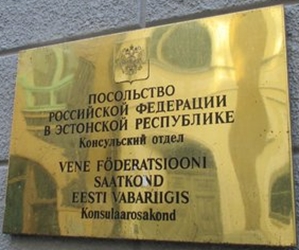 ПОСОЛЬСТВО
РОССИЙСКОЙ ФЕДЕРАЦИИ
В ЭСТОНСКОЙ РЕСПУБЛИКЕ
Консульский отдел
VENE FÖDERATSIOONI
SAATKOND
EESTI VABARIIGIS
Konsulaarosakond